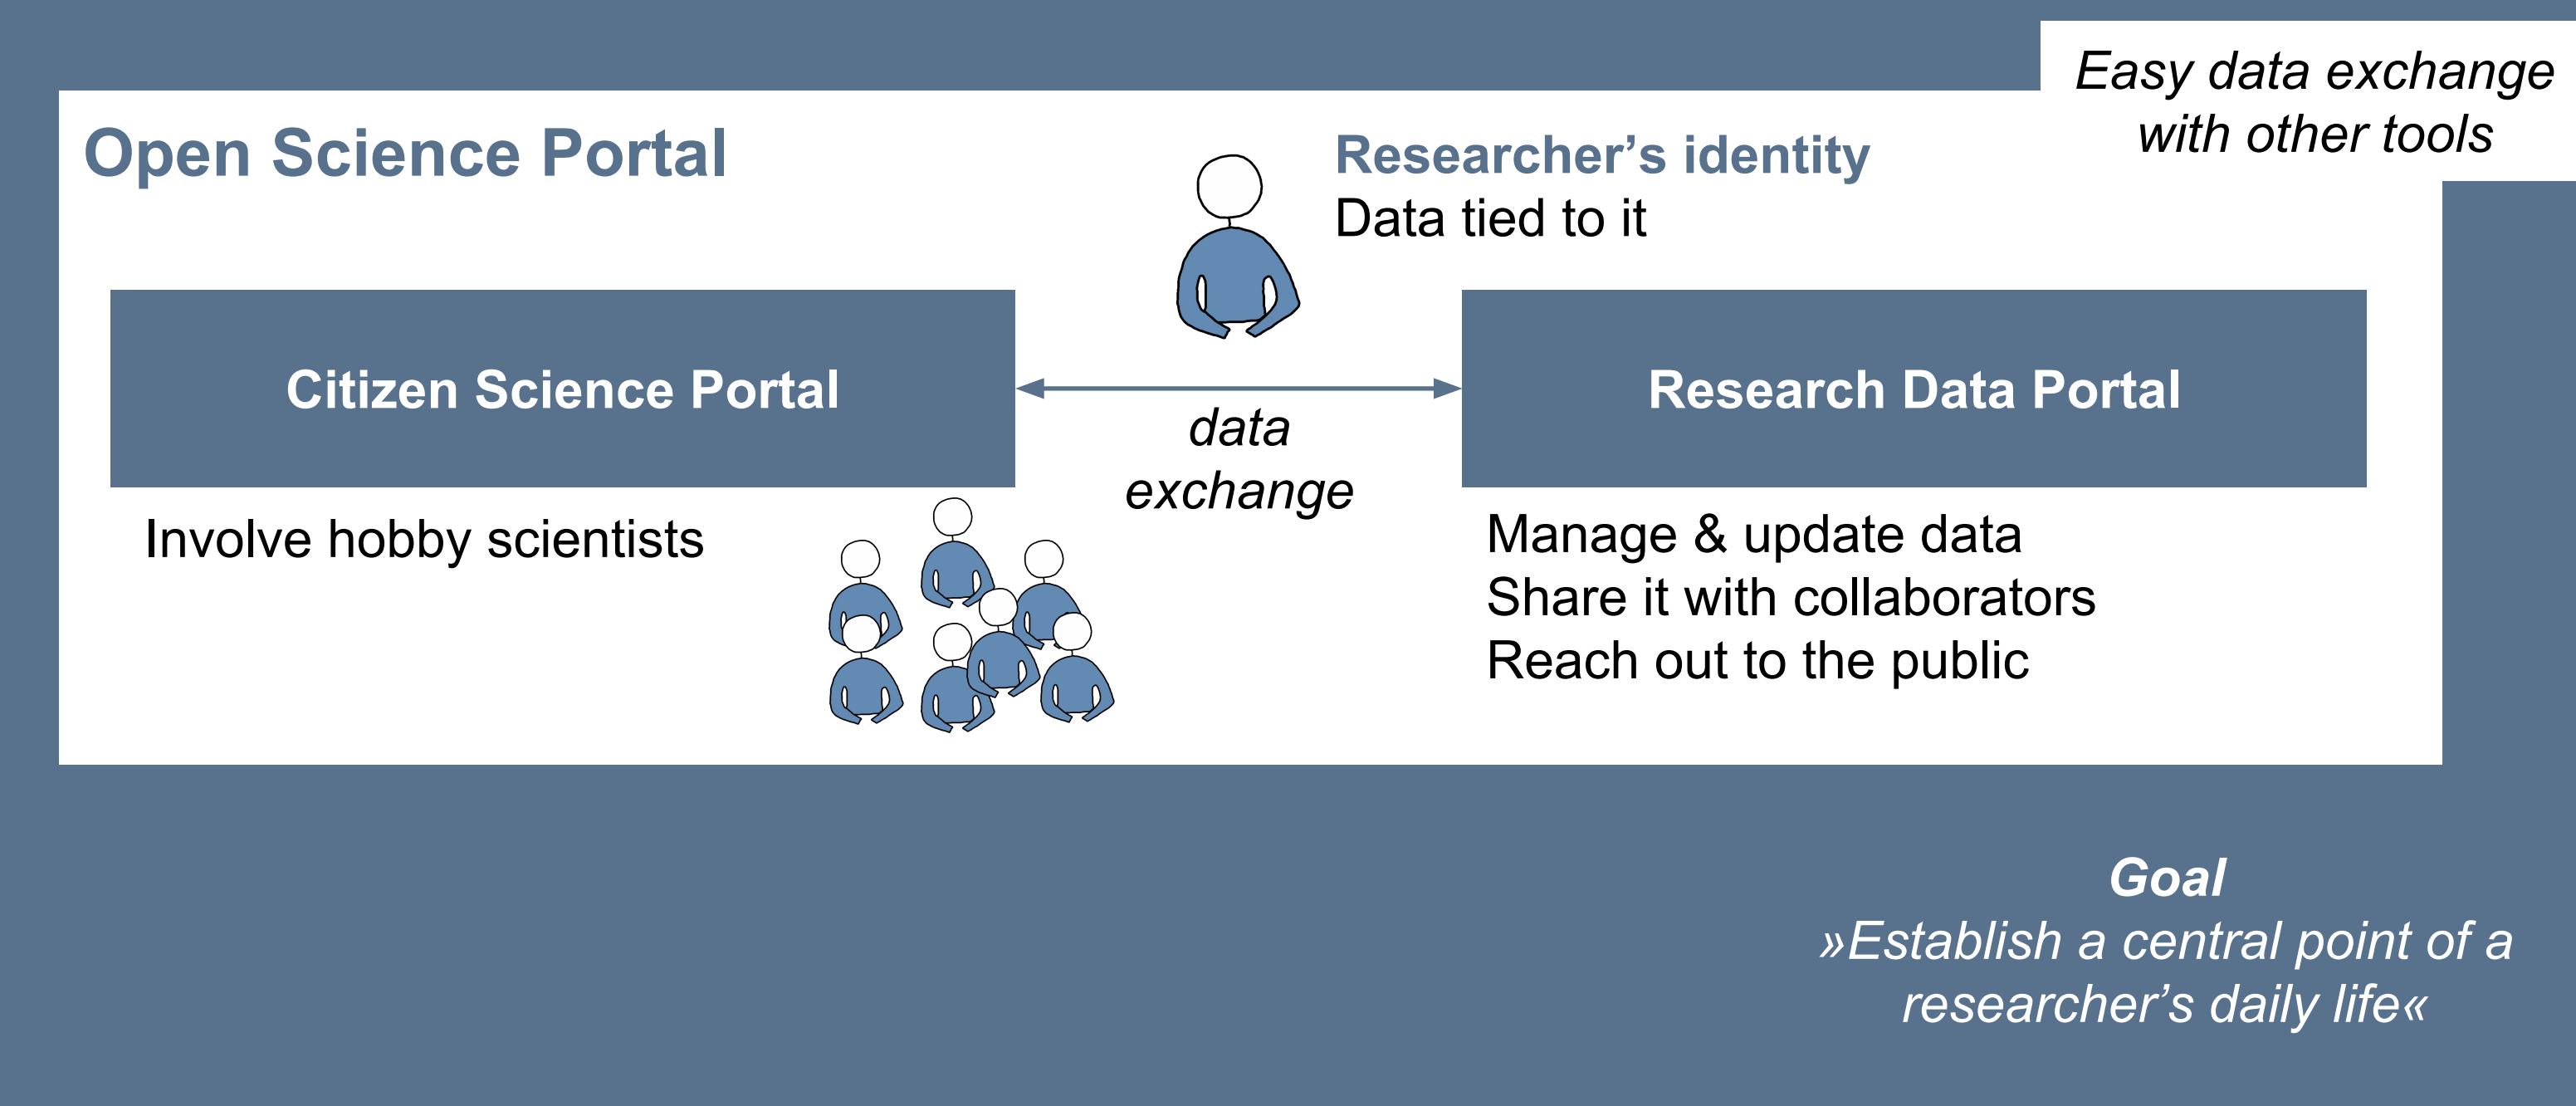 Easy data exchange
with other tools
Open Science Portal
Researcher’s identity
Data tied to it
Citizen Science Portal
data
exchange
Research Data Portal
Involve hobby scientists
Manage & update data
Share it with collaborators
Reach out to the public
Goal
»Establish a central point of a
researcher’s daily life«